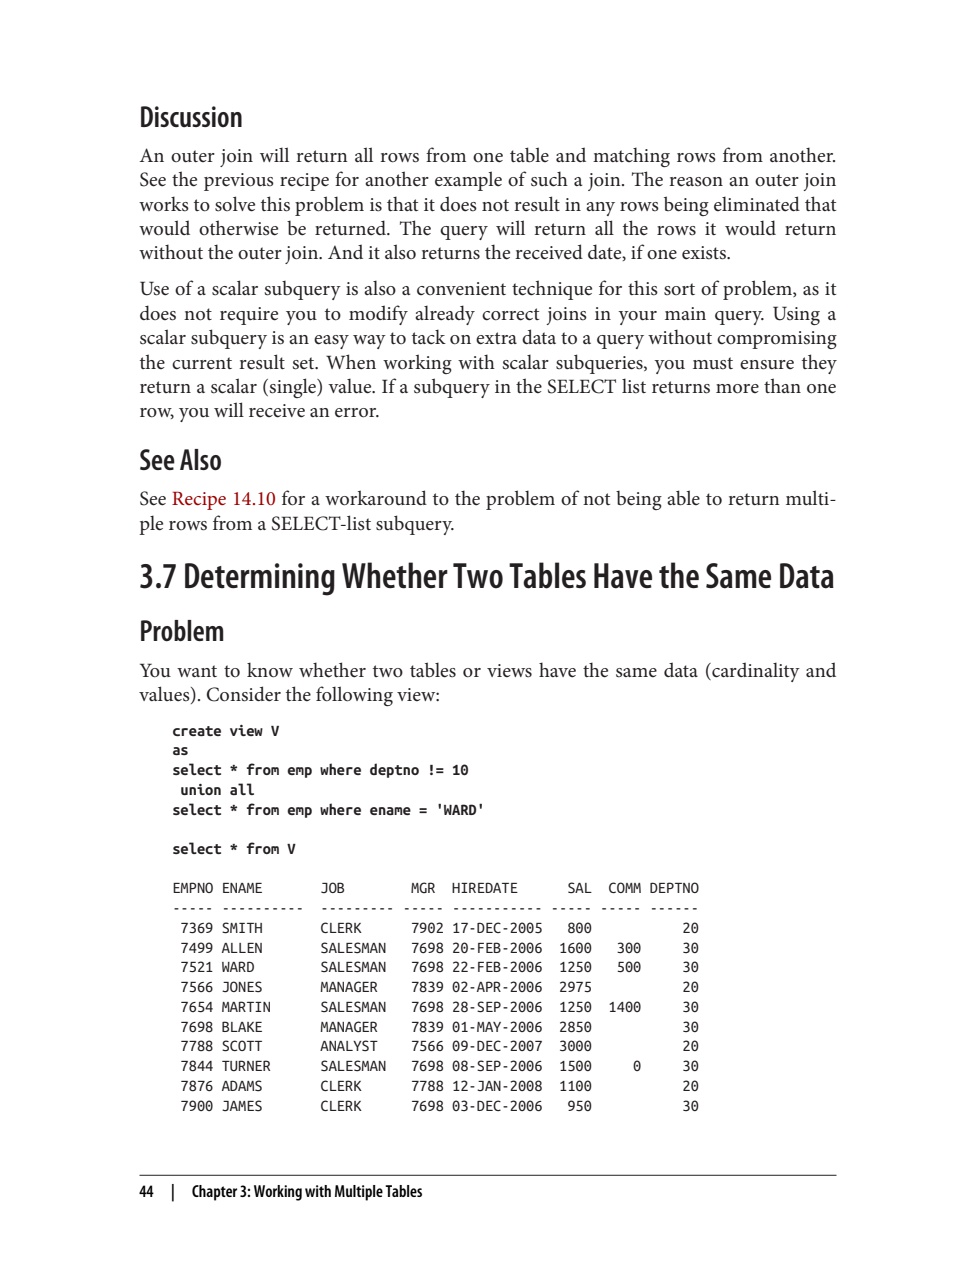 Discussion
An outer join will return all rows from one table and matching rows from another.
See the previous recipe for another example of such a join. The reason an outer join
works to solve this problem is that it does not result in any rows being eliminated that
would otherwise be returned. The query will return all the rows it would return
without the outer join. And it also returns the received date, if one exists.
Use of a scalar subquery is also a convenient technique for this sort of problem, as it
does not require you to modify already correct joins in your main query. Using a
scalar subquery is an easy way to tack on extra data to a query without compromising
the current result set. When working with scalar subqueries, you must ensure they
return a scalar (single) value. If a subquery in the SELECT list returns more than one
row, you will receive an error.
See Also
See Recipe 14.10 for a workaround to the problem of not being able to return multi-
ple rows from a SELECT-list subquery.
3.7 Determining Whether Two Tables Have the Same Data
Problem
You want to know whether two tables or views have the same data (cardinality and
values). Consider the following view:
create view V
as
select * from emp where deptno != 10
 union all
select * from emp where ename = 'WARD'
select * from V
EMPNO ENAME       JOB        MGR  HIREDATE      SAL  COMM DEPTNO
----- ----------  --------- ----- ----------- ----- ----- ------
 7369 SMITH       CLERK      7902 17-DEC-2005   800           20
 7499 ALLEN       SALESMAN   7698 20-FEB-2006  1600   300     30
 7521 WARD        SALESMAN   7698 22-FEB-2006  1250   500     30
 7566 JONES       MANAGER    7839 02-APR-2006  2975           20
 7654 MARTIN      SALESMAN   7698 28-SEP-2006  1250  1400     30
 7698 BLAKE       MANAGER    7839 01-MAY-2006  2850           30
 7788 SCOTT       ANALYST    7566 09-DEC-2007  3000           20
 7844 TURNER      SALESMAN   7698 08-SEP-2006  1500     0     30
 7876 ADAMS       CLERK      7788 12-JAN-2008  1100           20
 7900 JAMES       CLERK      7698 03-DEC-2006   950           30
44 | Chapter 3: Working with Multiple Tables